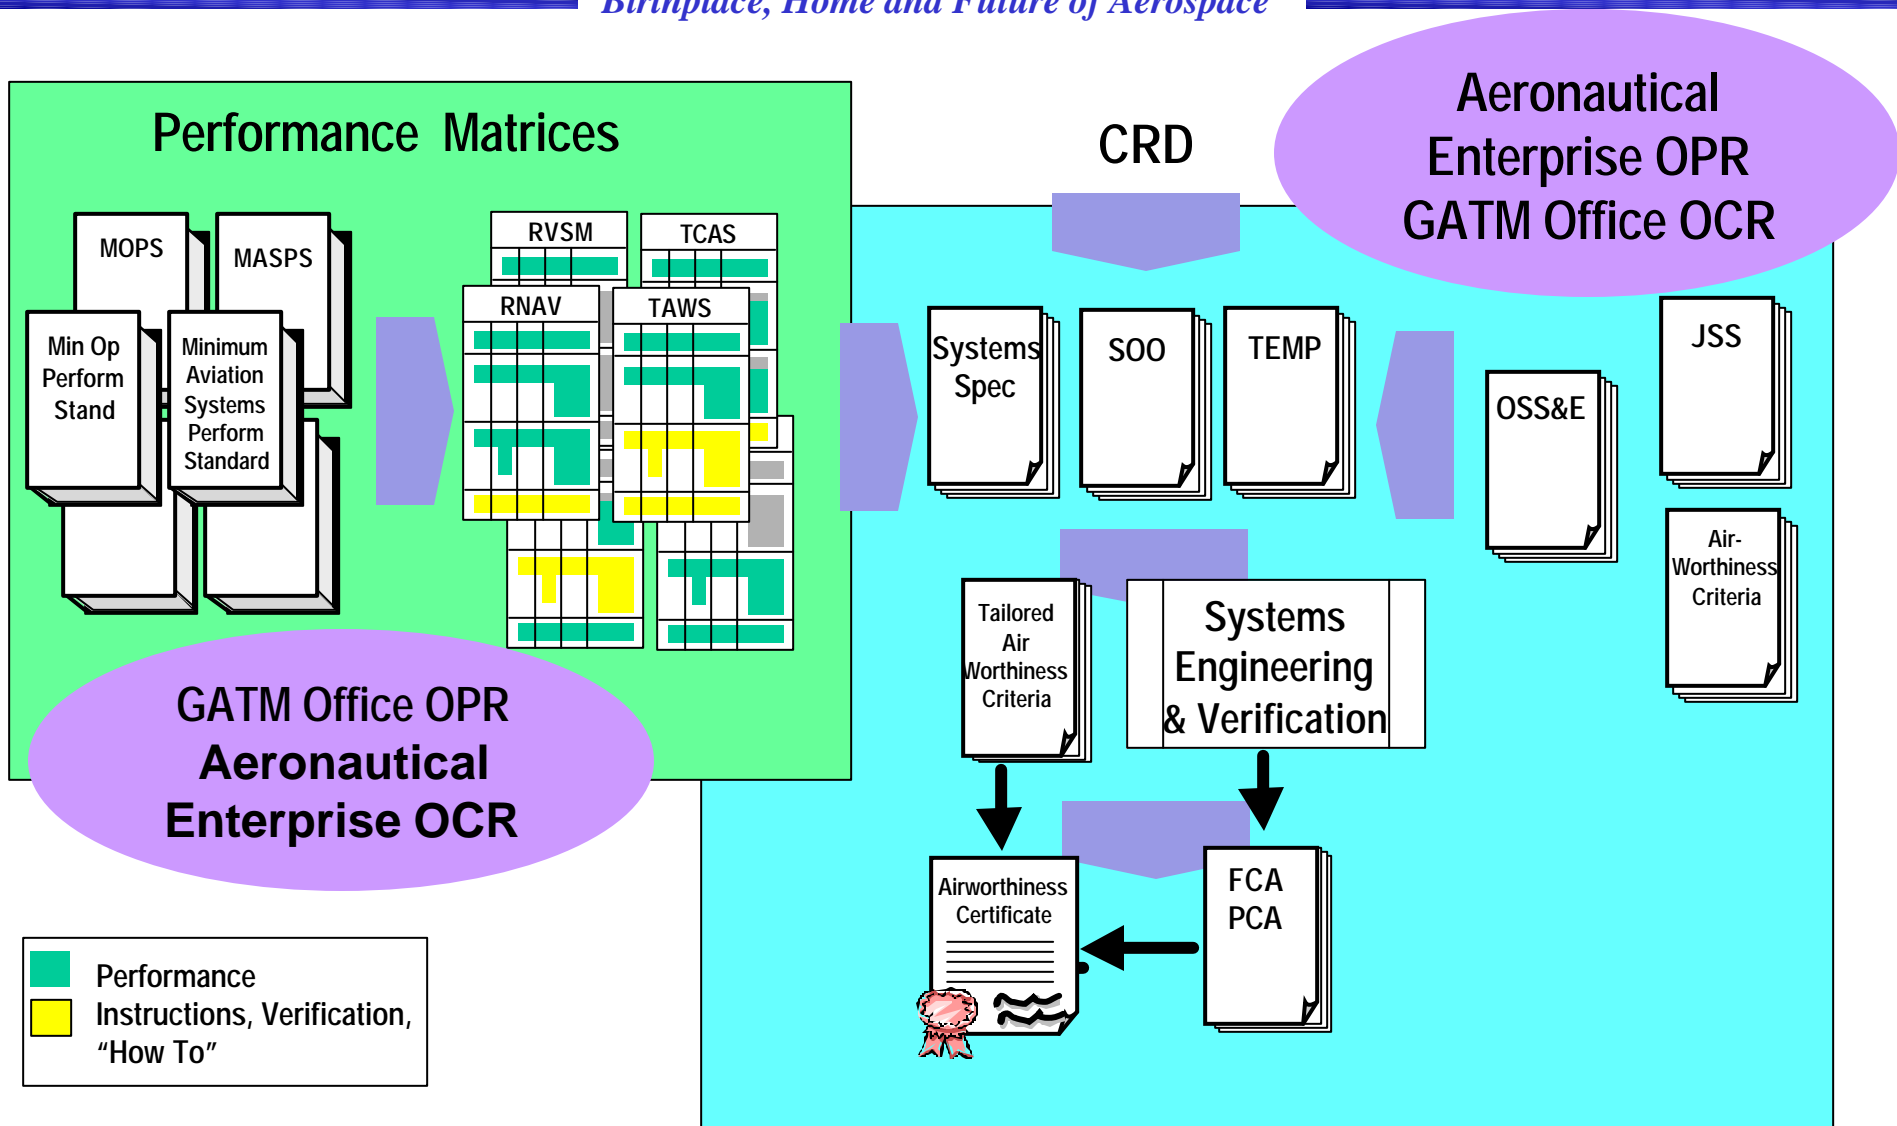 Birthplace, Home and Future of Aerospace
Performance Matrices
MOPS
MASPS
Min Op
Perform
Stand
Minimum
Aviation
Systems
Perform
Standard
RVSM
TCAS
RNAV
TAWS
GATM Office OPR
Aeronautical
Enterprise OCR
Performance
Instructions, Verification,
“How To”
CRD
Aeronautical
Enterprise OPR
GATM Office OCR
Systems
Spec
SOO
TEMP
OSS&E
JSS
Air-
Worthiness
Criteria
Tailored
Air
Worthiness
Criteria
Systems
Engineering
& Verification
Airworthiness
Certificate
FCA
PCA